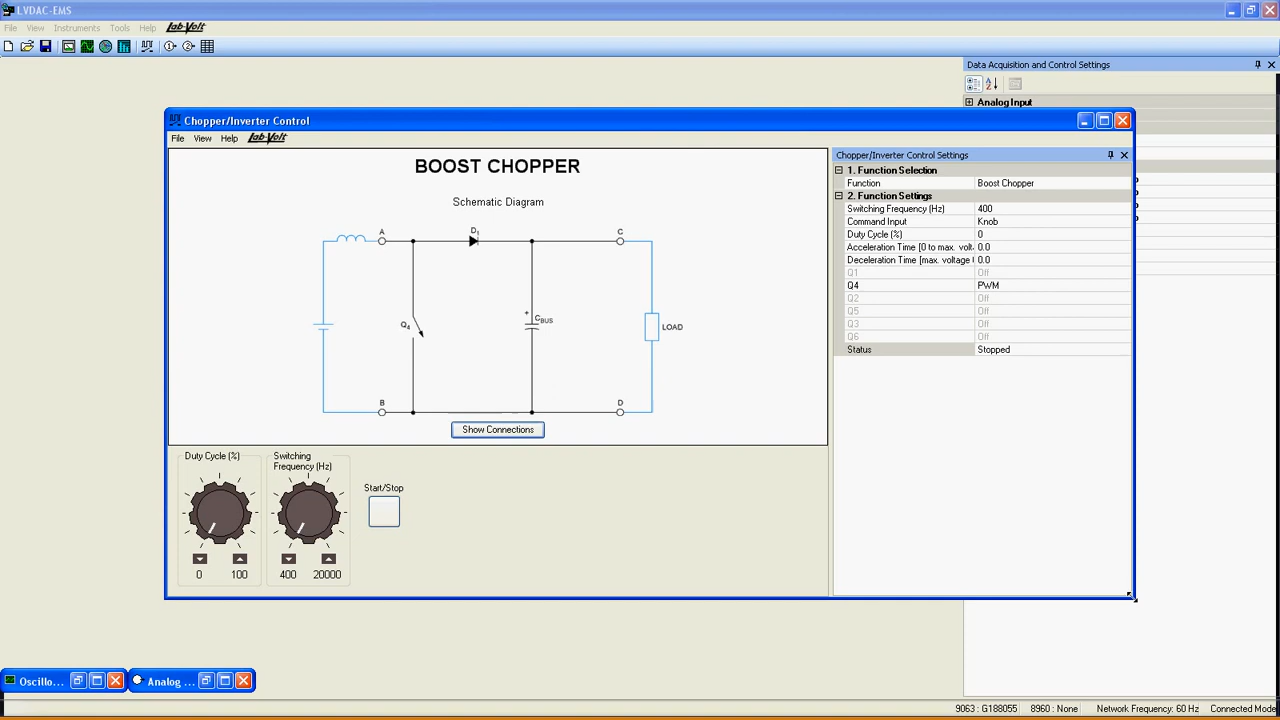 LVDAC-EMS
File View Instruments Tools Help Lab-Volt
Data Acquisition and Control Settings
Analog Input
Chopper/Inverter Control
File View Help Lab-Volt
BOOST CHOPPER
Schematic Diagram
A
D1
C
Q4
+
CBUS
LOAD
B
D
Show Connections
Chopper/Inverter Control Settings
1. Function Selection
Function Boost Chopper
2. Function Settings
Switching Frequency (Hz) 400
Command Input Knob
Duty Cycle (%) 0
Acceleration Time [0 to max. volt 0.0
Deceleration Time [max. voltage 0.0
Q1 Off
Q4 PWM
Q2 Off
Q5 Off
Q3 Off
Q6 Off
Status Stopped
Duty Cycle (%)
0 100
Switching
Frequency (Hz)
400 20000
Start/Stop
Oscillo...
Analog ...
9063: G188055 8960 : None Network Frequency: 60 Hz Connected Mode